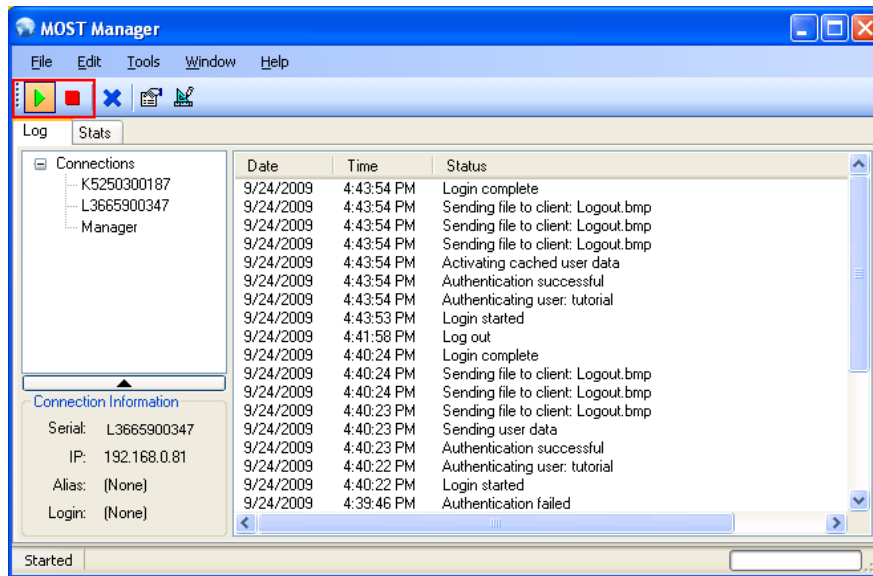 MOST Manager
File Edit Tools Window Help
Log Stats
Connections
K5250300187
L3665900347
Manager
Connection Information
Serial: L3665900347
IP: 192.168.0.81
Alias: (None)
Login: (None)
Date Time Status
9/24/2009 4:43:54 PM Login complete
9/24/2009 4:43:54 PM Sending file to client: Logout.bmp
9/24/2009 4:43:54 PM Sending file to client: Logout.bmp
9/24/2009 4:43:54 PM Sending file to client: Logout.bmp
9/24/2009 4:43:54 PM Activating cached user data
9/24/2009 4:43:54 PM Authentication successful
9/24/2009 4:43:54 PM Authenticating user: tutorial
9/24/2009 4:43:53 PM Login started
9/24/2009 4:41:58 PM Log out
9/24/2009 4:40:24 PM Login complete
9/24/2009 4:40:24 PM Sending file to client: Logout.bmp
9/24/2009 4:40:24 PM Sending file to client: Logout.bmp
9/24/2009 4:40:23 PM Sending file to client: Logout.bmp
9/24/2009 4:40:23 PM Sending user data
9/24/2009 4:40:23 PM Authentication successful
9/24/2009 4:40:22 PM Authenticating user: tutorial
9/24/2009 4:40:22 PM Login started
9/24/2009 4:39:46 PM Authentication failed
Started